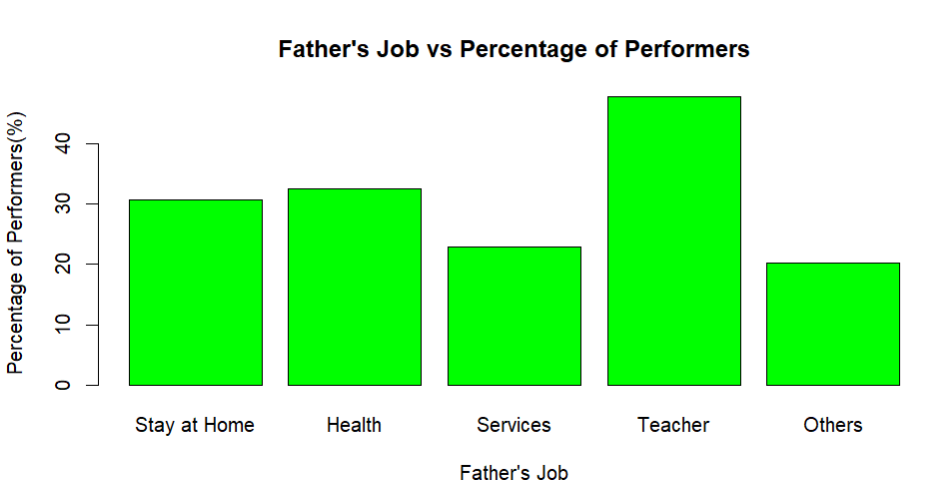 Father's Job vs Percentage of Performers
Percentage of Performers(%)
40
30
20
10
0
Stay at Home Health Services Teacher Others
Father's Job